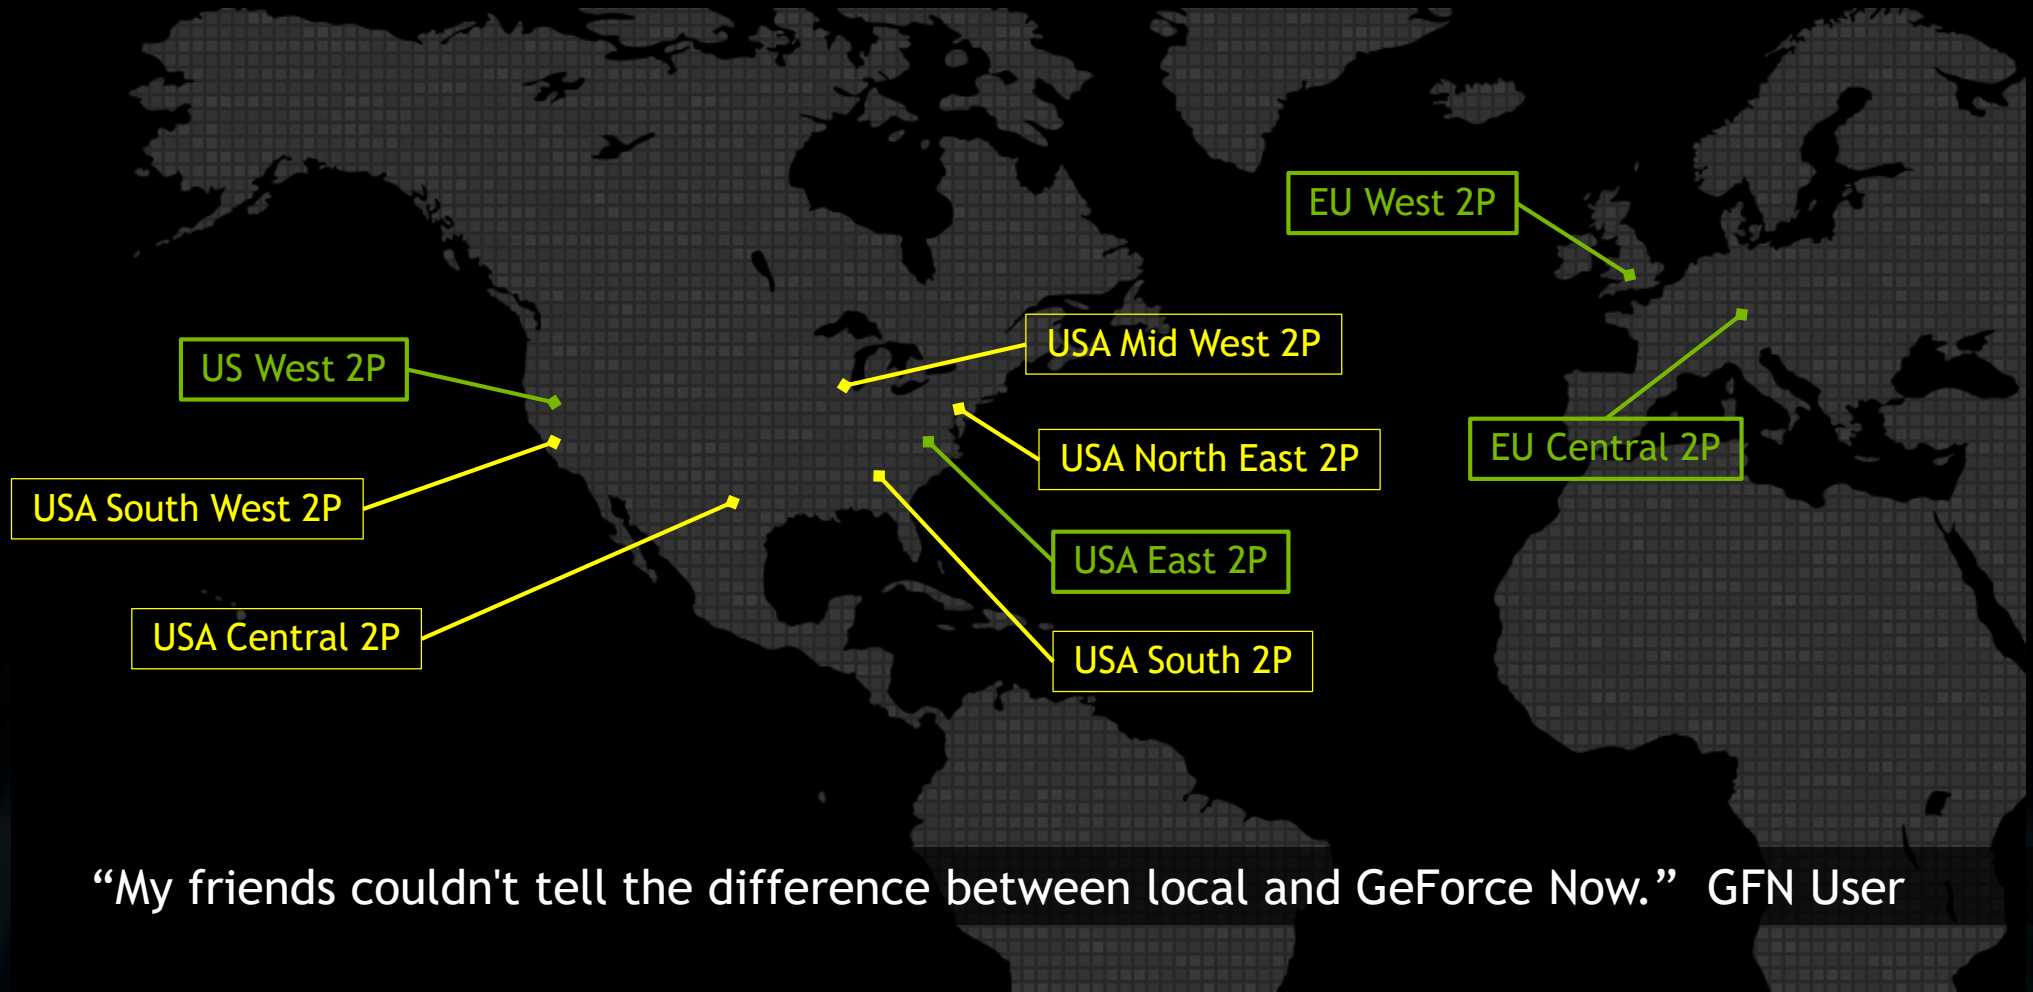 EU West 2P
USA Mid West 2P
US West 2P
USA North East 2P
EU Central 2P
USA South West 2P
USA East 2P
USA Central 2P
USA South 2P
“My friends couldn't tell the difference between local and GeForce Now.”  GFN User